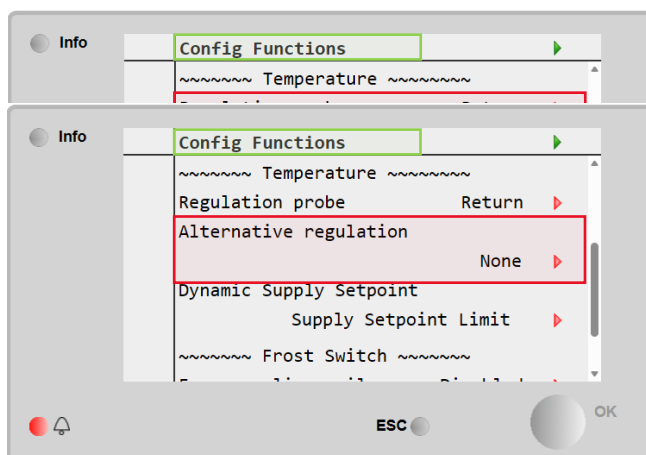 Info
Config Functions
~~~~~~~ Temperature ~~~~~~~
Info
Config Functions
~~~~~~~ Temperature ~~~~~~~
Regulation probe Return
Alternative regulation
None
Dynamic Supply Setpoint
Supply Setpoint Limit
~~~~~~~ Frost Switch ~~~~~~~
ESC
OK